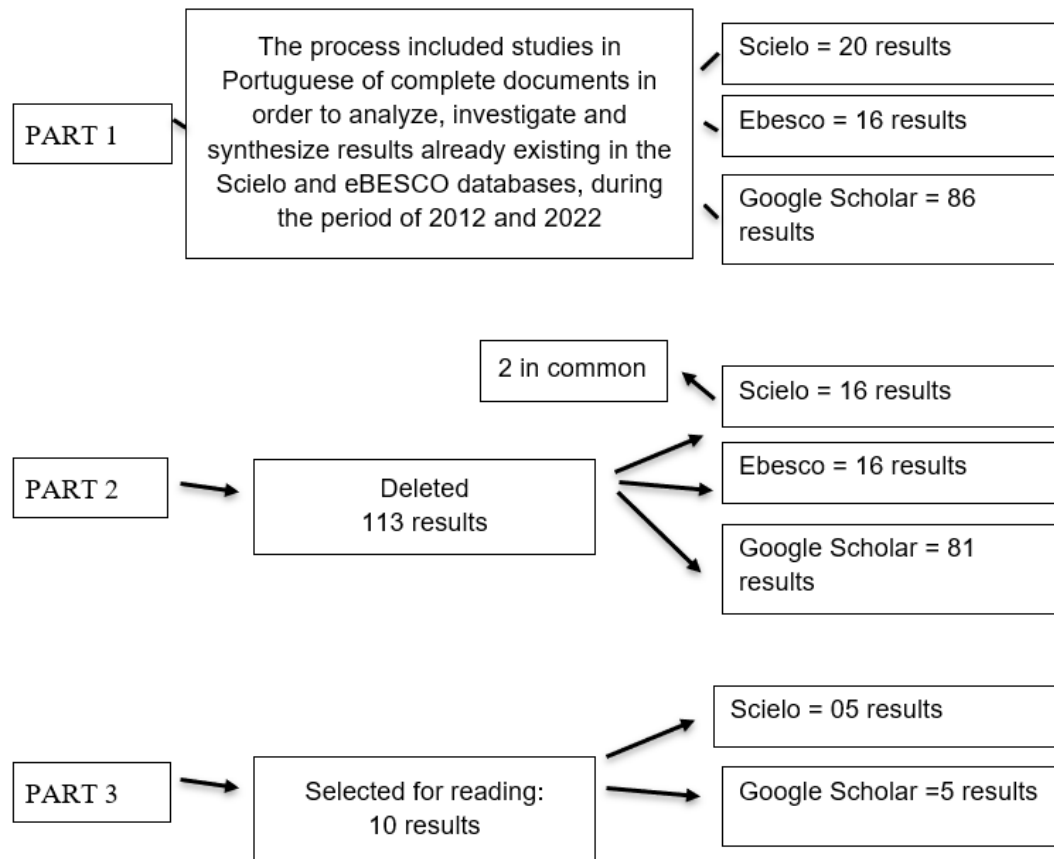 PART 1
The process included studies in
Portuguese of complete documents in
order to analyze, investigate and
synthesize results already existing in the
Scielo and eBESCO databases, during
the period of 2012 and 2022
Scielo = 20 results
Ebesco = 16 results
Google Scholar = 86
results
PART 2
Deleted
113 results
2 in common
Scielo = 16 results
Ebesco = 16 results
Google Scholar = 81
results
PART 3
Selected for reading:
10 results
Scielo = 05 results
Google Scholar =5 results